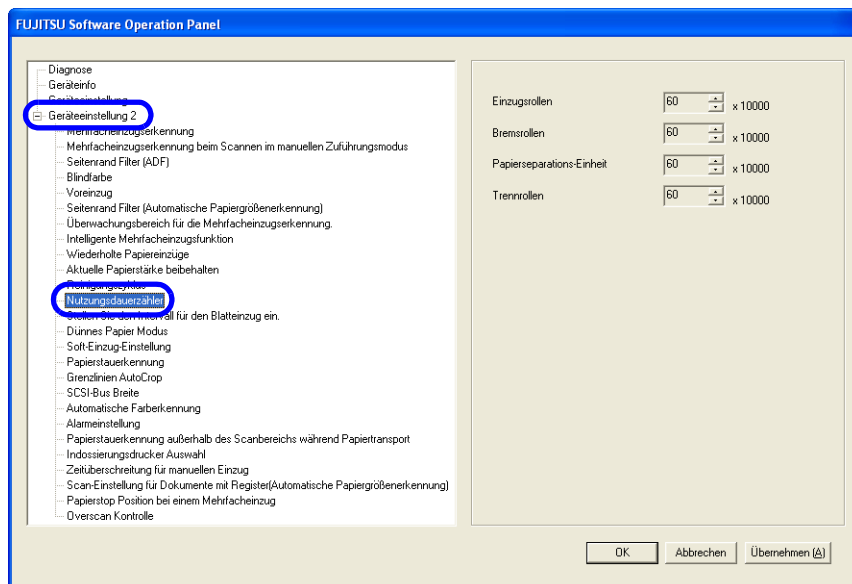 FUJITSU Software Operation Panel
Diagnose
Geräteinfo
Geräteeinstellung
Geräteeinstellung 2
Mehrfacheinzugserkennung
Mehrfacheinzugserkennung beim Scannen im manuellen Zuführungsmodus
Seitenrand Filter (ADF)
Blindfarbe
Voreinzug
Seitenrand Filter (Automatische Papiergrößenerkennung)
Überwachungsbereich für die Mehrfacheinzugserkennung.
Intelligente Mehrfacheinzugsfunktion
Wiederholte Papiereinzüge
Aktuelle Papierstärke beibehalten
Reinigungszyklus
Nutzungsdauerzähler
Stellen Sie den Intervall für den Blatteinzug ein.
Dünnes Papier Modus
Soft-Einzug-Einstellung
Papierstauerkennung
Grenzlinien AutoCrop
SCSI-Bus Breite
Automatische Farberkennung
Alarmeinstellung
Papierstauerkennung außerhalb des Scanbereichs während Papiertransport
Indossierungsdrucker Auswahl
Zeitüberschreitung für manuellen Einzug
Scan-Einstellung für Dokumente mit Register(Automatische Papiergrößenerkennung)
Papierstop Position bei einem Mehrfacheinzug
Overscan Kontrolle
Einzugsrollen 60 x 10000
Bremsrollen 60 x 10000
Papierseparations-Einheit 60 x 10000
Trennrollen 60 x 10000
OK Abbrechen Übernehmen (A)